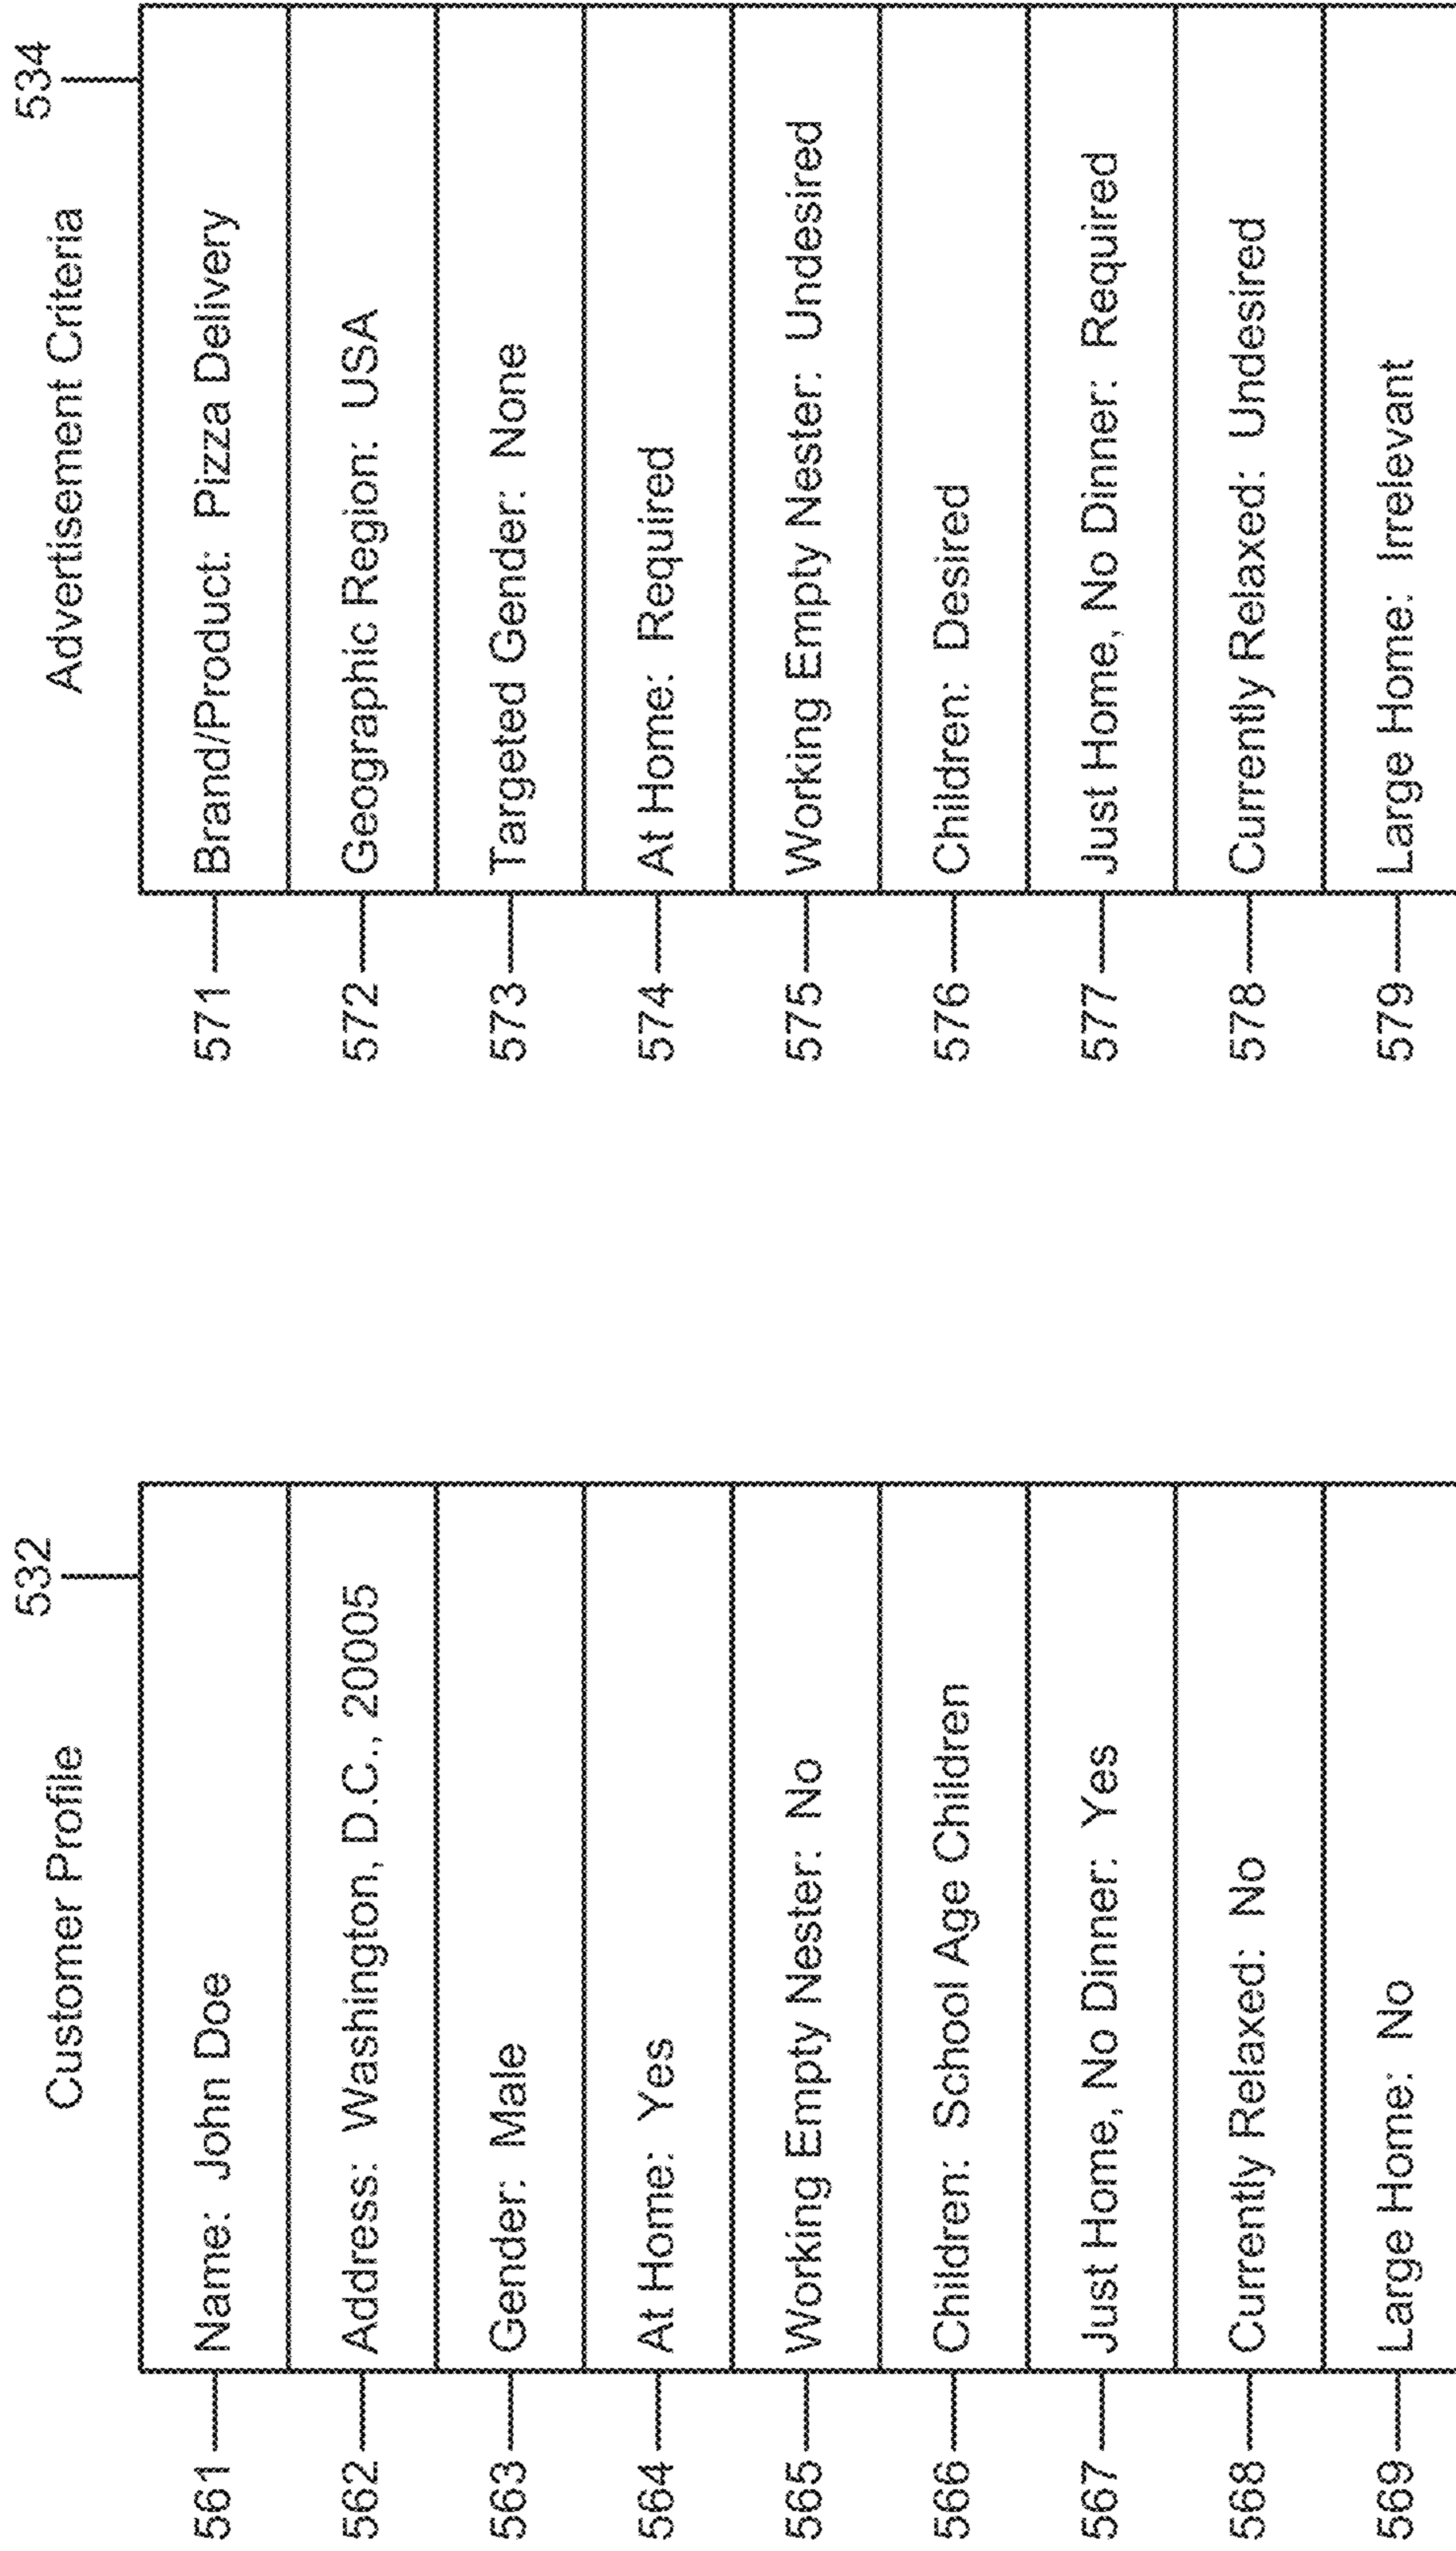 Customer Profile
532
561 Name: John Doe
562 Address: Washington, D.C., 20005
563 Gender: Male
564 At Home: Yes
565 Working Empty Nester: No
566 Children: School Age Children
567 Just Home, No Dinner: Yes
568 Currently Relaxed: No
569 Large Home: No
Advertisement Criteria
534
571 Brand/Product: Pizza Delivery
572 Geographic Region: USA
573 Targeted Gender: None
574 At Home: Required
575 Working Empty Nester: Undesired
576 Children: Desired
577 Just Home, No Dinner: Required
578 Currently Relaxed: Undesired
579 Large Home: Irrelevant